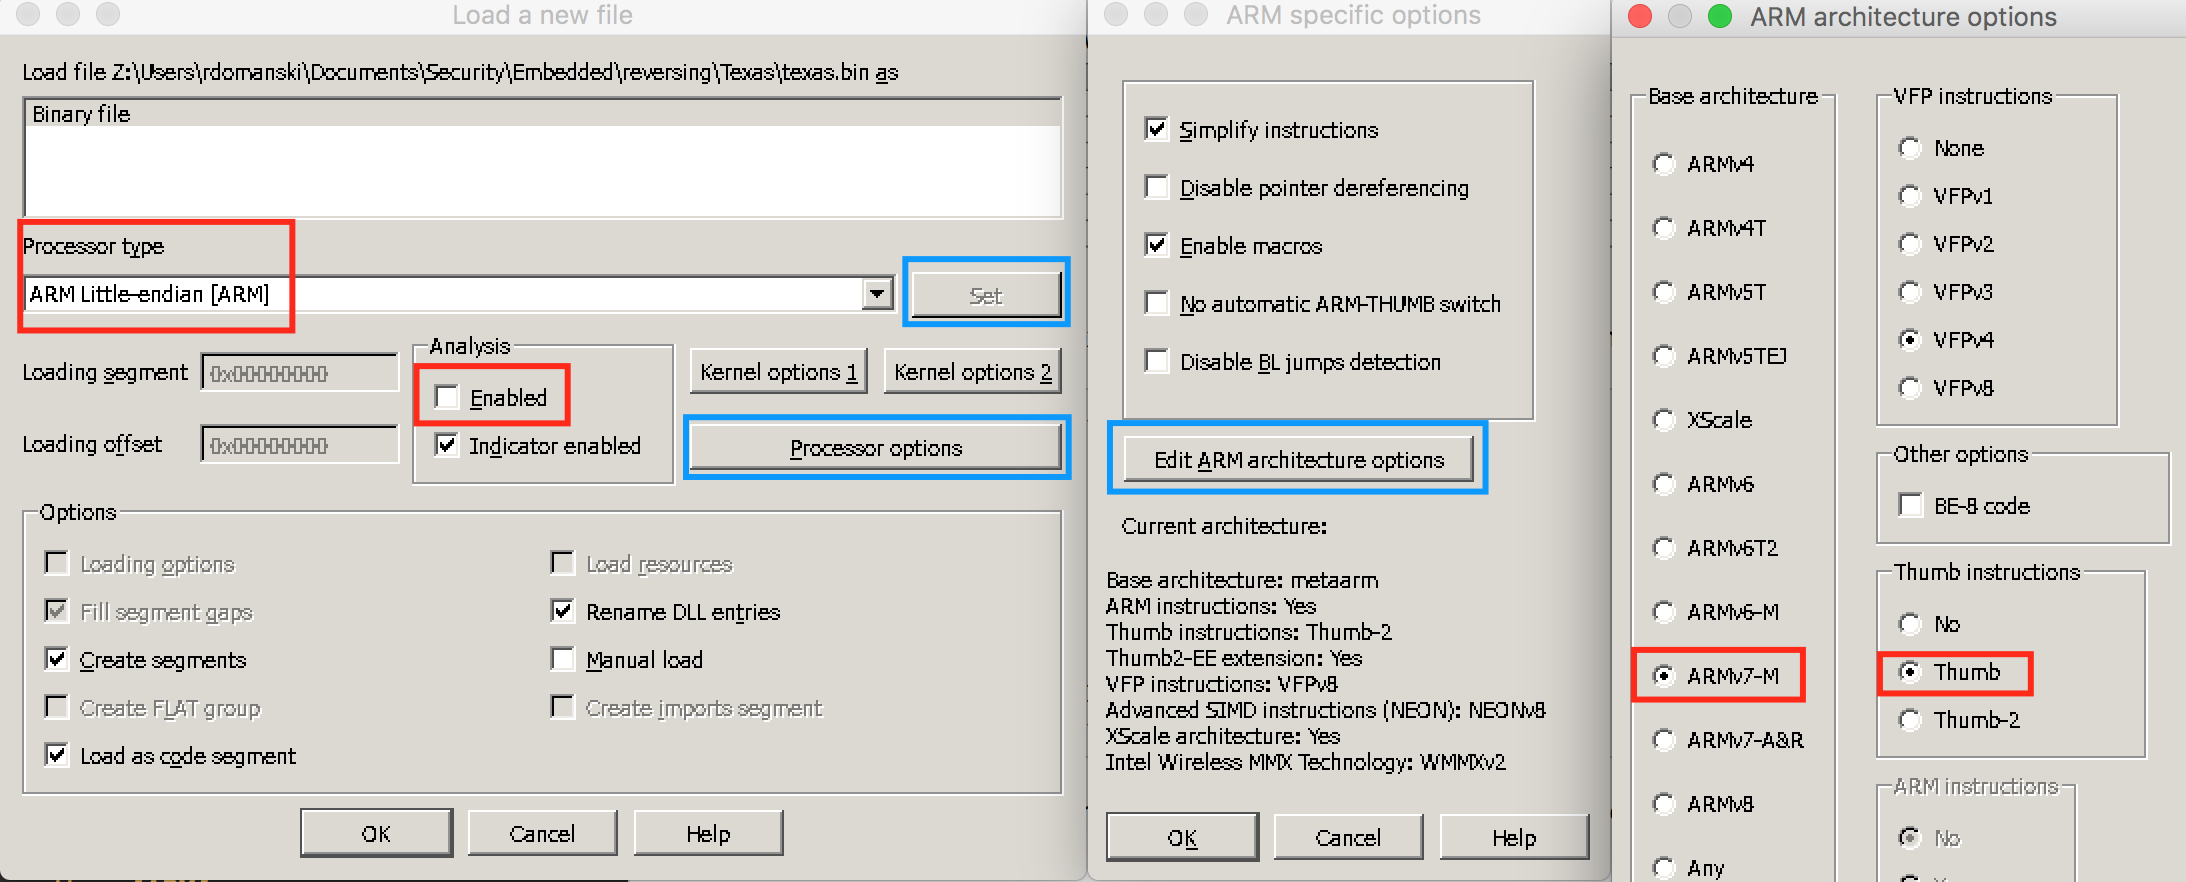 Load a new file
Load file Z:\Users\rdomanski\Documents\Security\Embedded\reversing\Texas\texas.bin as
Binary file
Processor type
ARM Little-endian [ARM]
Set
Loading segment
0x00000000
Loading offset
0x00000000
Analysis
Enabled
Indicator enabled
Kernel options 1
Kernel options 2
Processor options
Options
Loading options
Fill segment gaps
Create segments
Create FLAT group
Load as code segment
Load resources
Rename DLL entries
Manual load
Create imports segment
OK
Cancel
Help
ARM specific options
Simplify instructions
Disable pointer dereferencing
Enable macros
No automatic ARM-THUMB switch
Disable BL jumps detection
Edit ARM architecture options
Current architecture:
Base architecture: metaarm
ARM instructions: Yes
Thumb instructions: Thumb-2
Thumb2-EE extension: Yes
VFP instructions: VFPv8
Advanced SIMD instructions (NEON): NEONv8
XScale architecture: Yes
Intel Wireless MMX Technology: WMMXv2
OK
Cancel
Help
ARM architecture options
Base architecture
ARMv4
ARMv4T
ARMv5T
ARMv5TEJ
XScale
ARMv6
ARMv6T2
ARMv6-M
ARMv7-M
ARMv7-A&R
ARMv8
Any
VFP instructions
None
VFPv1
VFPv2
VFPv3
VFPv4
VFPv8
Other options
BE-8 code
Thumb instructions
No
Thumb
Thumb-2
ARM instructions
No